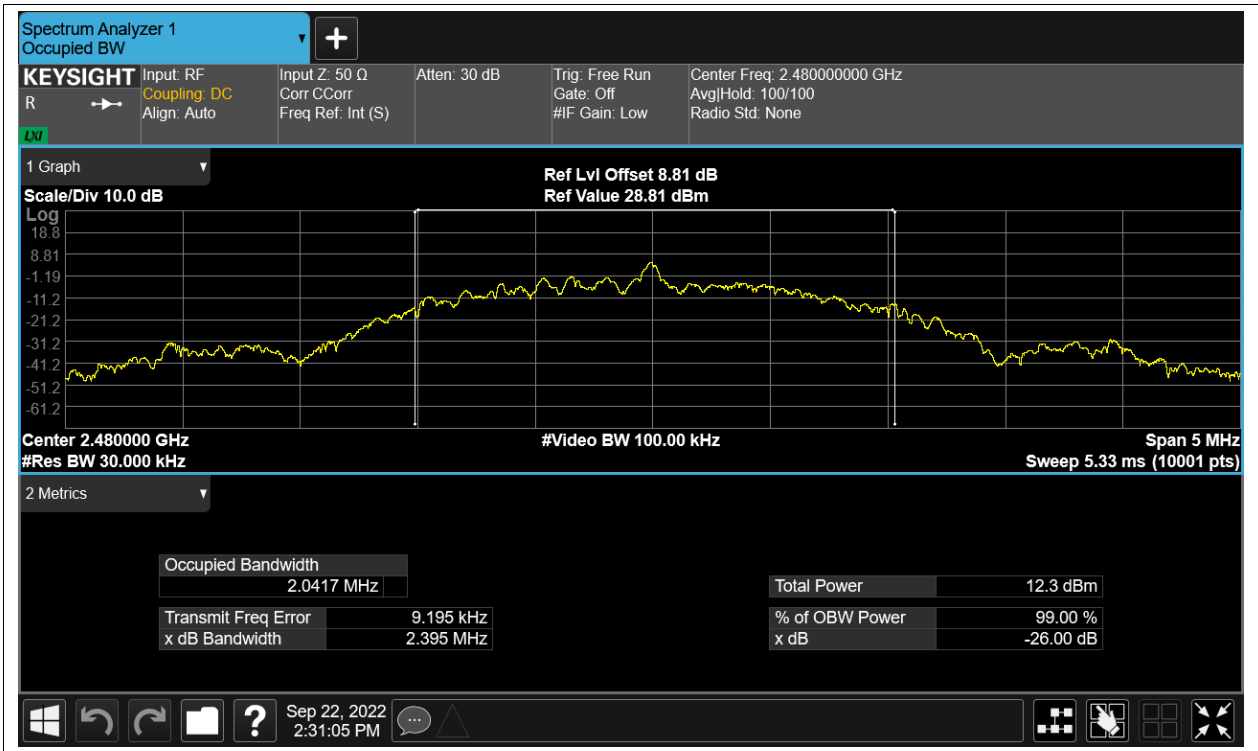 Spectrum Analyzer 1
Occupied BW
KEYSIGHT
R
LXI
Input: RF
Coupling: DC
Align: Auto
Input Z: 50 Ω
Corr CCorr
Freq Ref: Int (S)
Atten: 30 dB
Trig: Free Run
Gate: Off
#IF Gain: Low
Center Freq: 2.480000000 GHz
Avg|Hold: 100/100
Radio Std: None
1 Graph
Scale/Div 10.0 dB
Ref Lvl Offset 8.81 dB
Ref Value 28.81 dBm
Log
18.8
8.81
-1.19
-11.2
-21.2
-31.2
-41.2
-51.2
-61.2
Center 2.480000 GHz
#Video BW 100.00 kHz
Span 5 MHz
#Res BW 30.000 kHz
Sweep 5.33 ms (10001 pts)
2 Metrics
Occupied Bandwidth
2.0417 MHz
Total Power 12.3 dBm
Transmit Freq Error 9.195 kHz
% of OBW Power 99.00 %
x dB Bandwidth 2.395 MHz
x dB -26.00 dB
?
Sep 22, 2022
2:31:05 PM